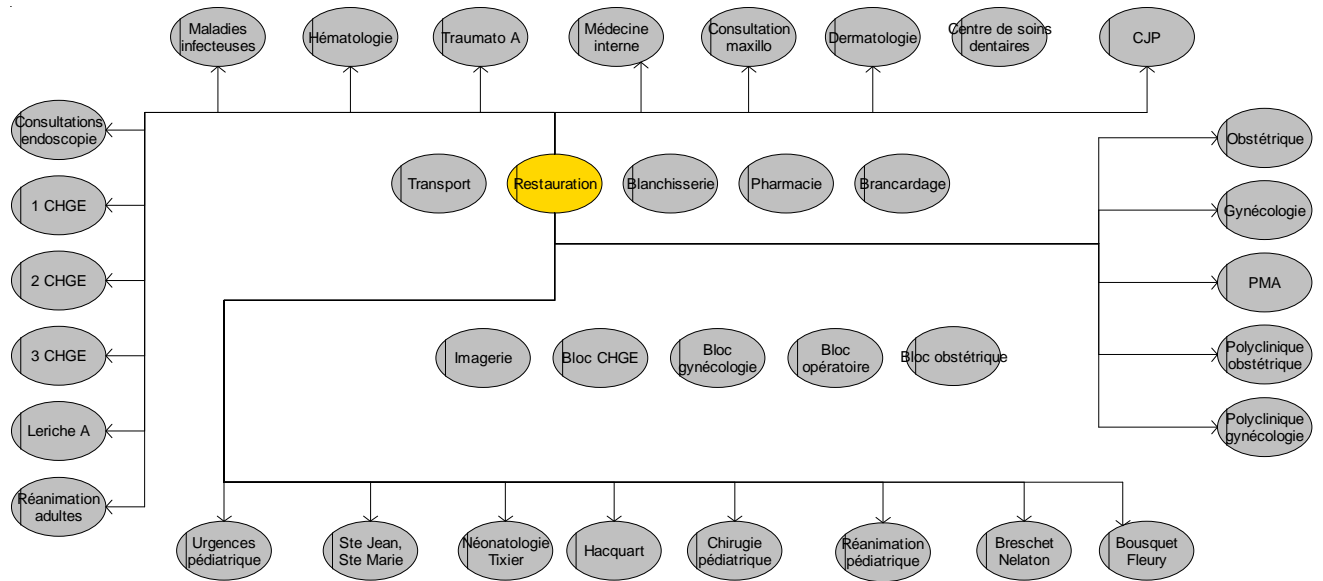 Maladies
infecteuses
Hématologie
Traumato A
Médecine
interne
Consultation
maxillo
Dermatologie
Centre de soins
dentaires
CJP
Consultations
endoscopie
1 CHGE
2 CHGE
3 CHGE
Leriche A
Réanimation
adultes
Transport
Restauration
Blanchisserie
Pharmacie
Brancardage
Obstétrique
Gynécologie
PMA
Polyclinique
obstétrique
Polyclinique
gynécologie
Imagerie
Bloc CHGE
Bloc
gynécologie
Bloc
opératoire
Bloc obstétrique
Urgences
pédiatrique
Ste Jean,
Ste Marie
Néonatologie
Tixier
Hacquart
Chirugie
pédiatrique
Réanimation
pédiatrique
Breschet
Nelaton
Bousquet
Fleury